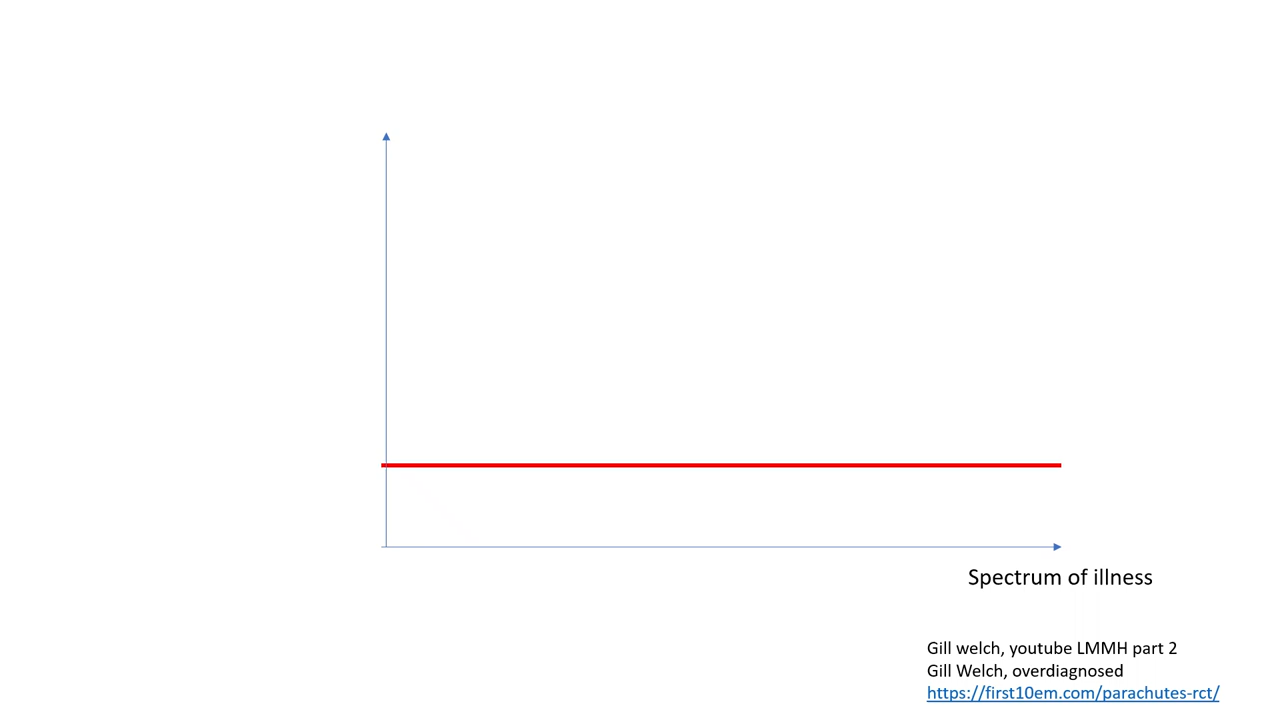 Spectrum of illness
Gill welch, youtube LMMH part 2
Gill Welch, overdiagnosed
https://first10em.com/parachutes-rct/